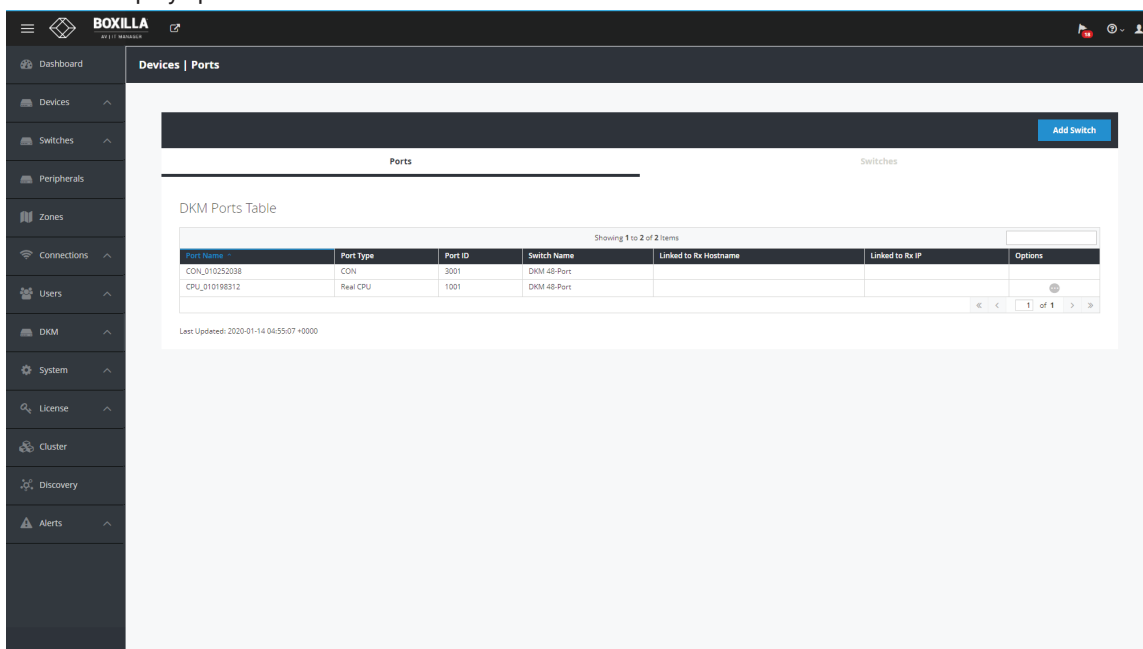 BOXILLA
AV | IT MANAGER
18
Dashboard
Devices | Ports
Devices
Switches
Add Switch
Ports
Switches
Peripherals
Zones
DKM Ports Table
Showing 1 to 2 of 2 Items
Connections
Port Name Port Type Port ID Switch Name Linked to Rx Hostname Linked to Rx IP Options
CON_010252038 CON 3001 DKM 48-Port
CPU_010198312 Real CPU 1001 DKM 48-Port
Users
« < 1 of 1 > »
DKM
Last Updated: 2020-01-14 04:55:07 +0000
System
License
Cluster
Discovery
Alerts